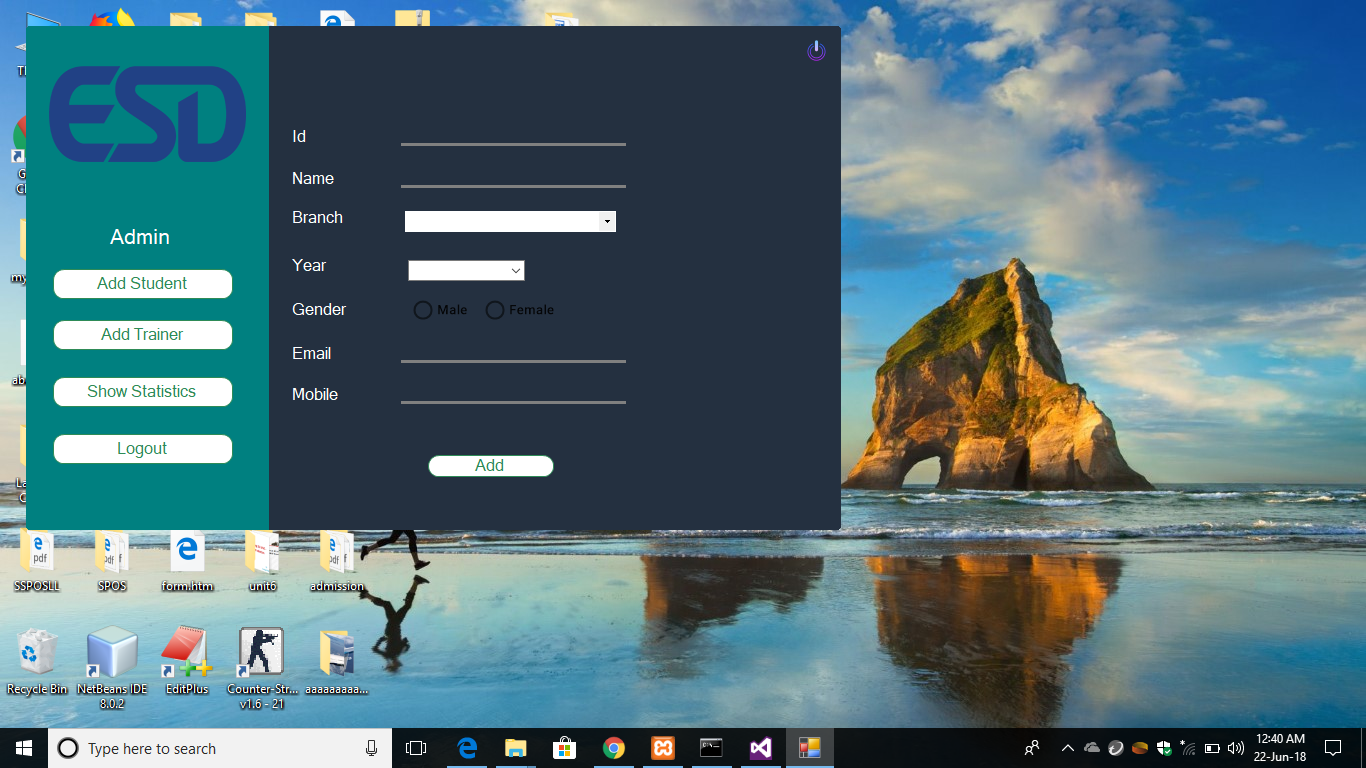 ESD
Admin
Add Student
Add Trainer
Show Statistics
Logout
Id
Name
Branch
Year
Gender
Male
Female
Email
Mobile
Add
SSPOSLL
SPOS
form.htm
unit6
admission
Recycle Bin
NetBeans IDE
8.0.2
EditPlus
Counter-Str...
v1.6 - 21
aaaaaaaaa...
Type here to search
12:40 AM
22-Jun-18